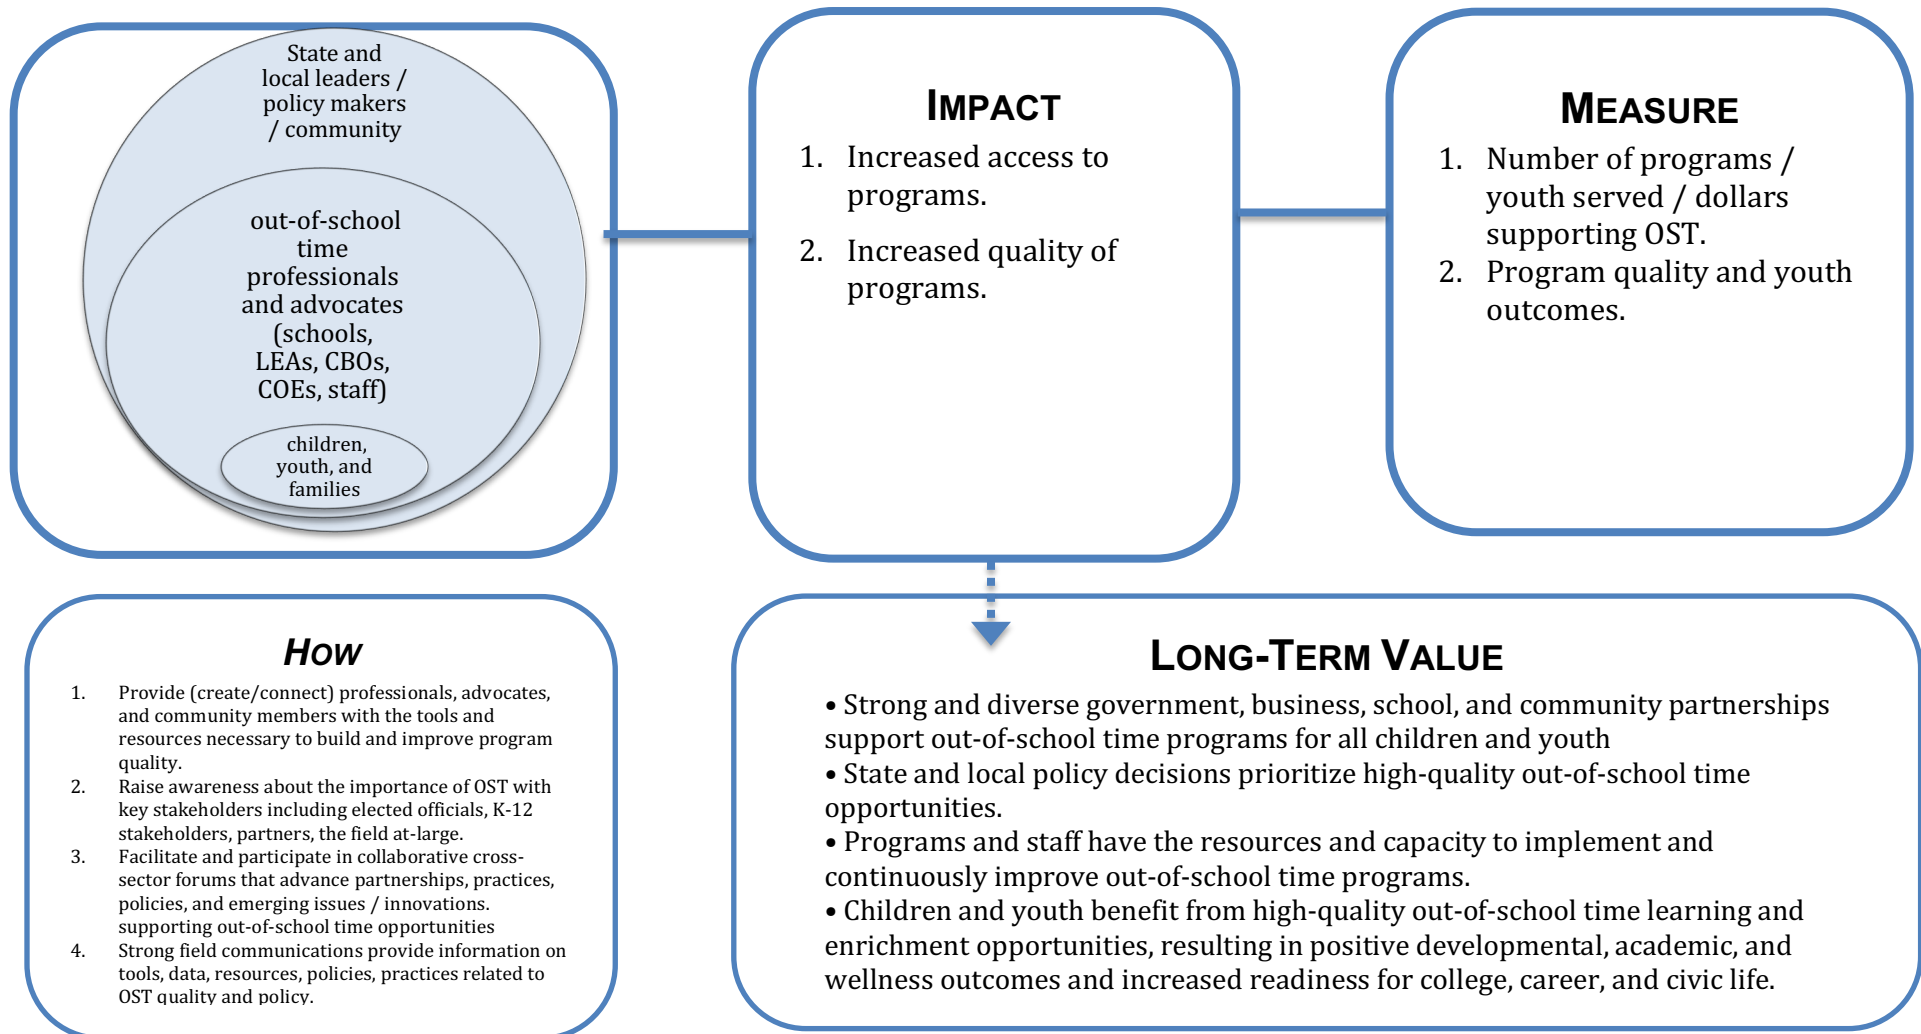 State and
local leaders /
policy makers
/ community
out-of-school
time
professionals
and advocates
(schools,
LEAs, CBOs,
COEs, staff)
children,
youth, and
families
IMPACT
1. Increased access to
programs.
2. Increased quality of
programs.
MEASURE
1. Number of programs /
youth served / dollars
supporting OST.
2. Program quality and youth
outcomes.
HOW
1. Provide (create/connect) professionals, advocates,
and community members with the tools and
resources necessary to build and improve program
quality.
2. Raise awareness about the importance of OST with
key stakeholders including elected officials, K-12
stakeholders, partners, the field at-large.
3. Facilitate and participate in collaborative cross-
sector forums that advance partnerships, practices,
policies, and emerging issues / innovations.
supporting out-of-school time opportunities
4. Strong field communications provide information on
tools, data, resources, policies, practices related to
OST quality and policy.
LONG-TERM VALUE
• Strong and diverse government, business, school, and community partnerships
support out-of-school time programs for all children and youth
• State and local policy decisions prioritize high-quality out-of-school time
opportunities.
• Programs and staff have the resources and capacity to implement and
continuously improve out-of-school time programs.
• Children and youth benefit from high-quality out-of-school time learning and
enrichment opportunities, resulting in positive developmental, academic, and
wellness outcomes and increased readiness for college, career, and civic life.